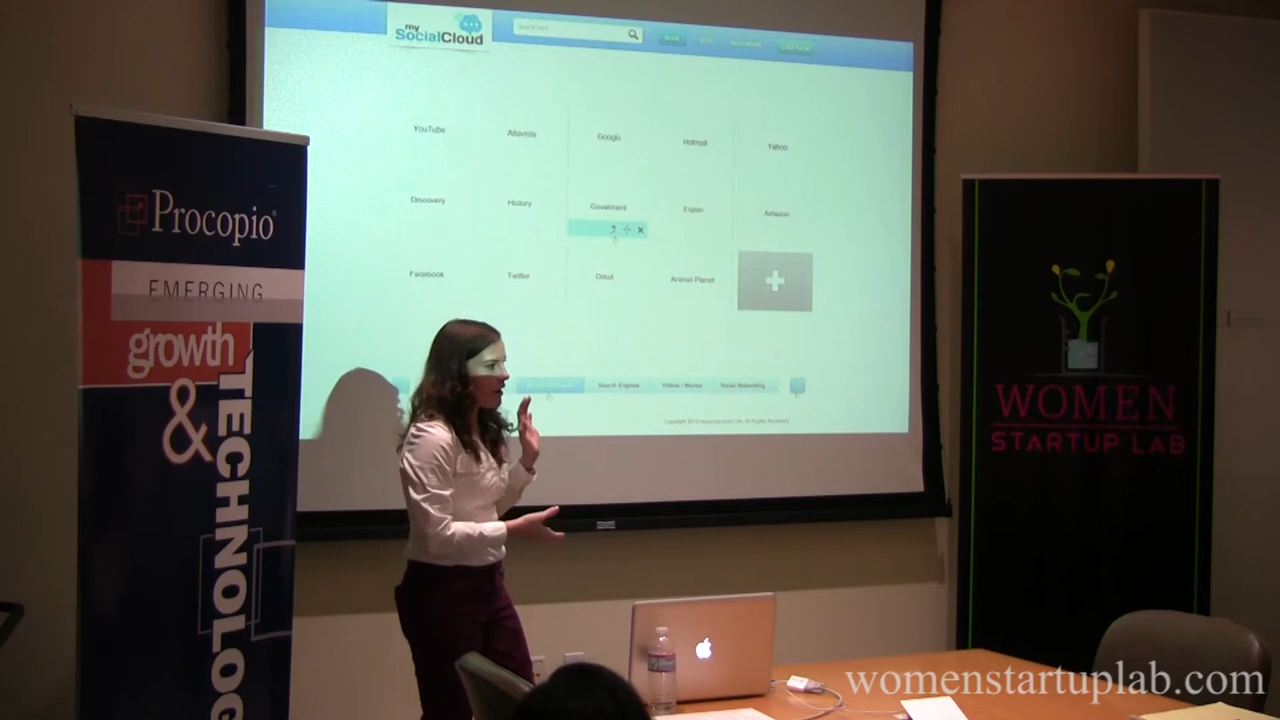 my
SocialCloud
YouTube
Altavista
Google
Hotmail
Yahoo
Discovery
History
Goverment
Espan
Amazon
Facebook
Twitter
Orkut
Animal Planet
Search Engines
Videos / Movies
Social Networking
Procopio
EMERGING
growth
&
TECHNOLOG
WOMEN
STARTUP LAB
womenstartuplab.com